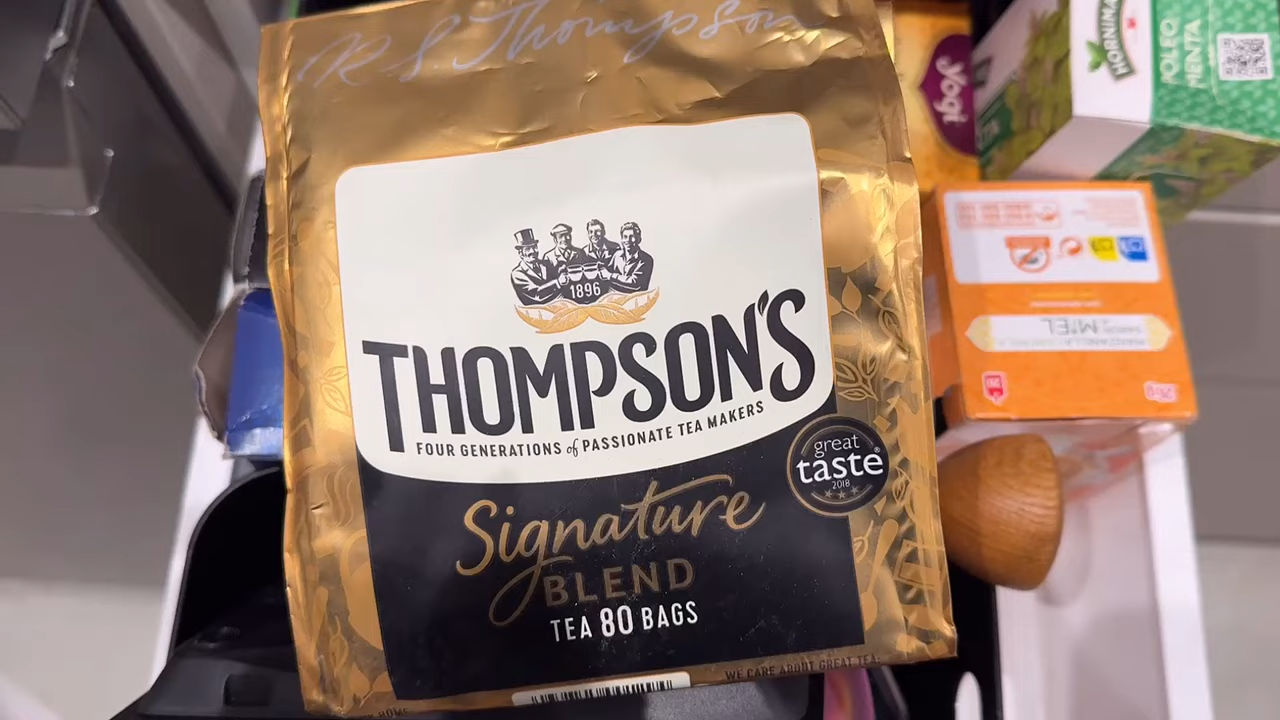 R S Thompson
1896
THOMPSON'S
FOUR GENERATIONS of PASSIONATE TEA MAKERS
great
taste
2018
Signature
BLEND
TEA 80 BAGS
WE CARE ABOUT GREAT TEA.
HOME
Yogi
POLEO
MENTA
MIEL